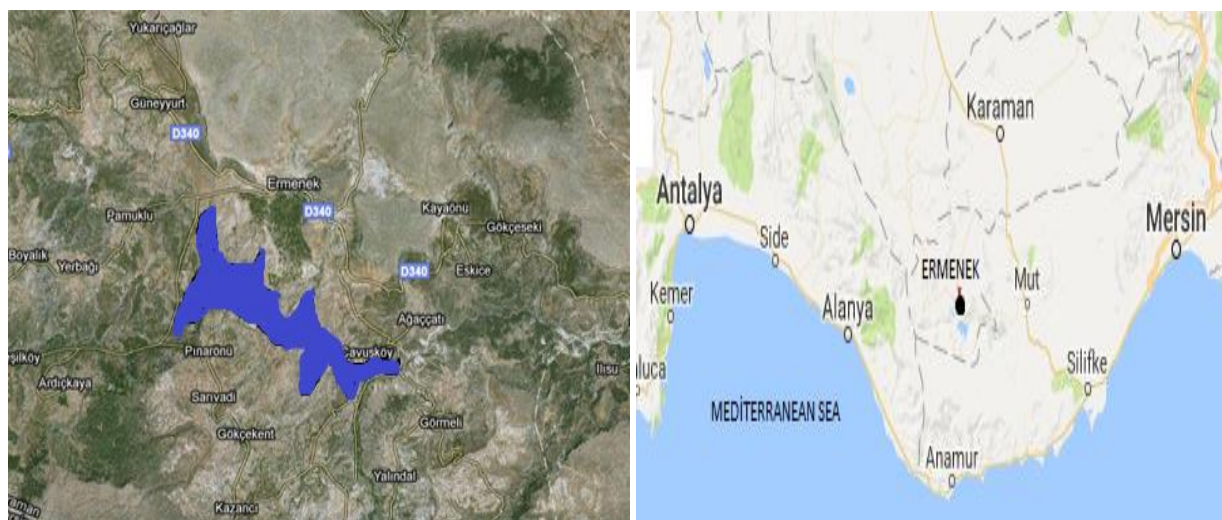 Yukarıçağlar
Güneyyurt
D340
Ermenek
D340
Pamuklu
Kayaönü
Gökçeseki
Boyalık
Yerbağı
Eskice
D340
Ağaççatı
Pınarönü
Çavuşköy
Ardıçkaya
Ilısu
Sarıvadi
Gökçekent
Görmeli
Yalındal
Kazancı
Karaman
Antalya
Mersin
Side
ERMENEK
Mut
Kemer
Alanya
Silifke
MEDİTERRANEAN SEA
Anamur